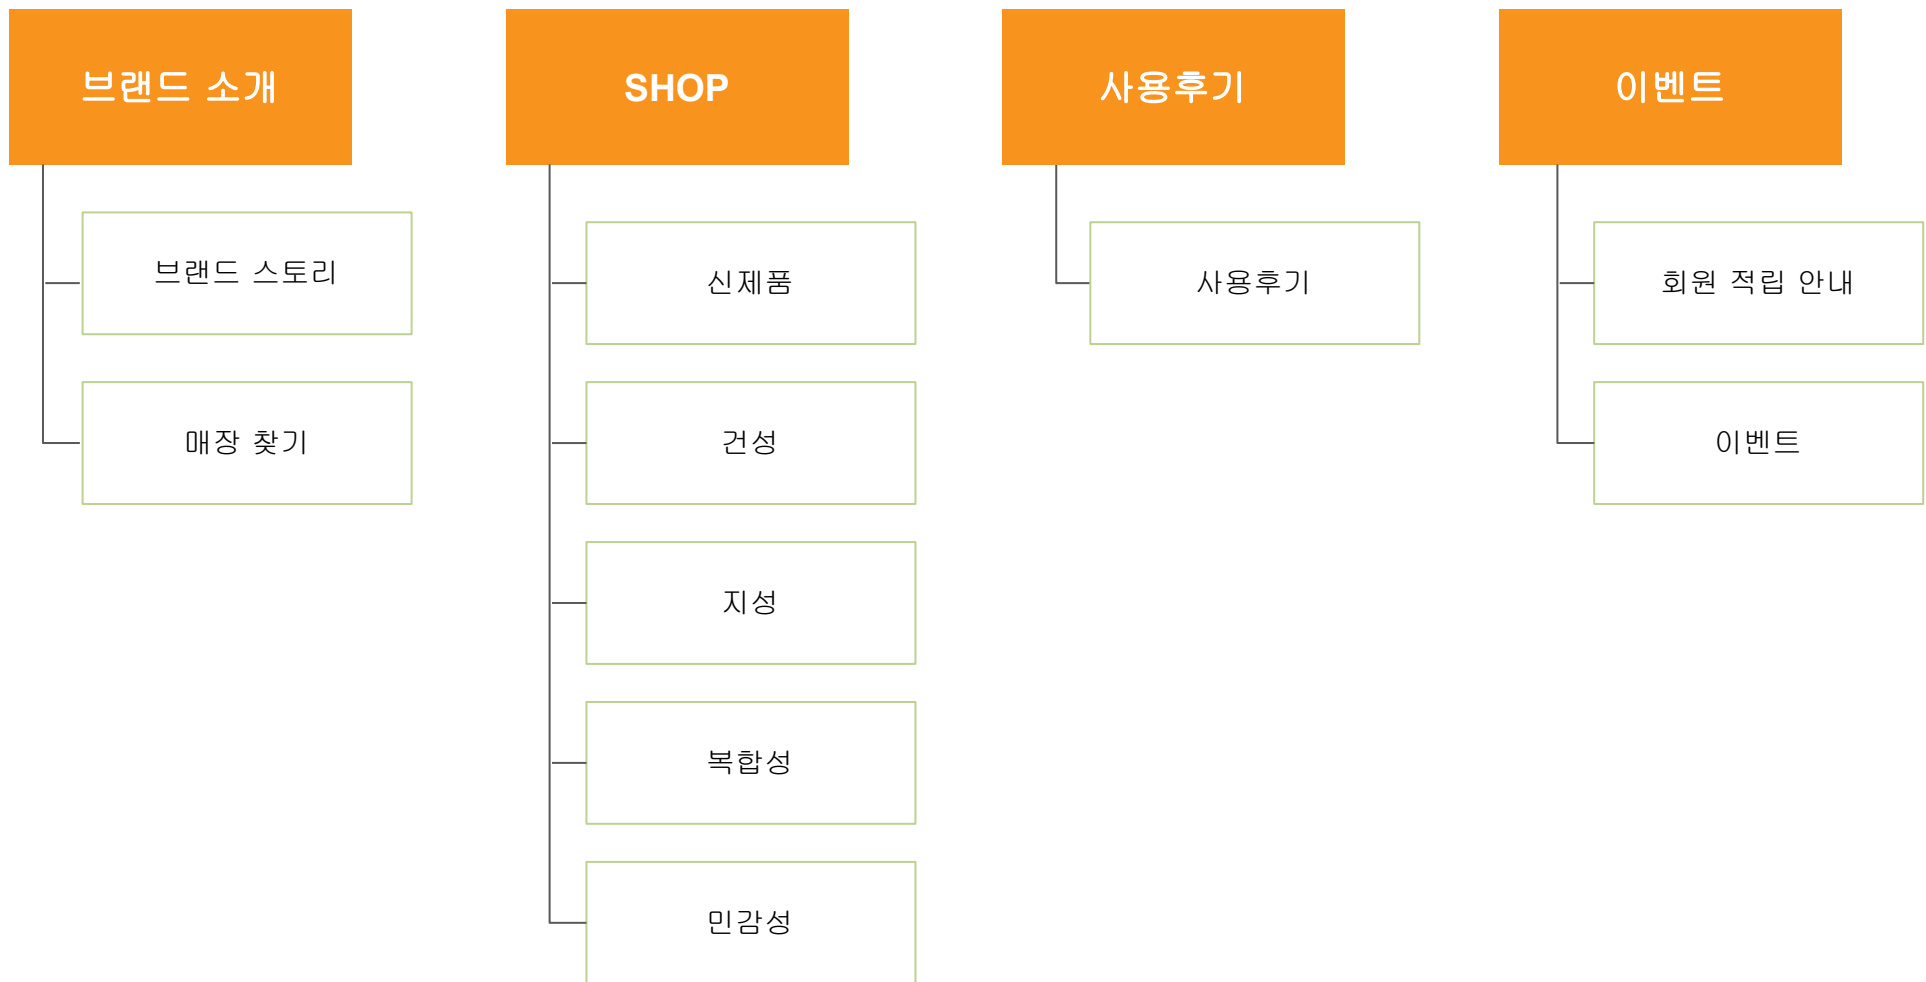 브랜드 소개
브랜드 스토리
매장 찾기
SHOP
신제품
건성
지성
복합성
민감성
사용후기
사용후기
이벤트
회원 적립 안내
이벤트